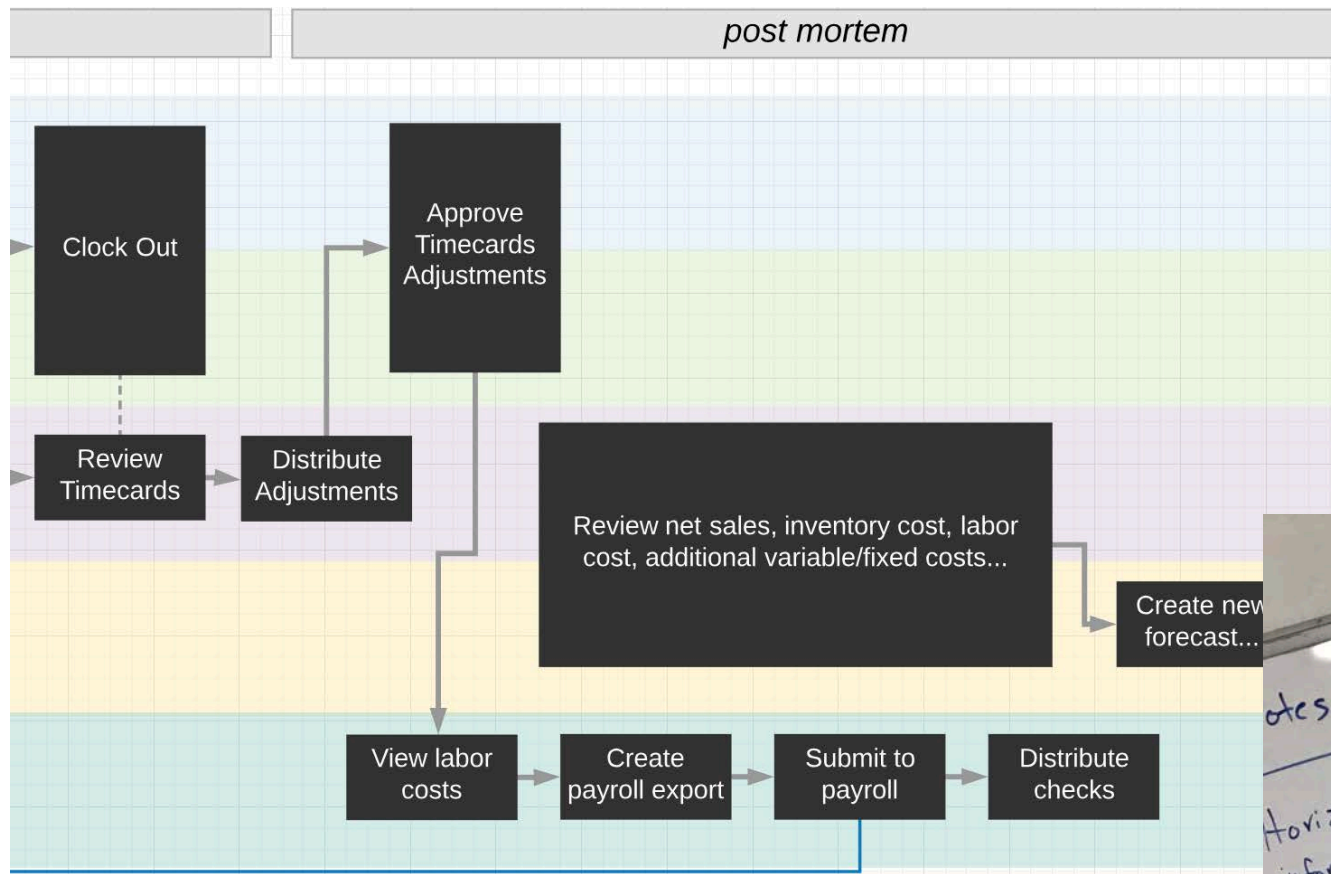 post mortem
Clock Out
Approve
Timecards
Adjustments
Review
Timecards
Distribute
Adjustments
Review net sales, inventory cost, labor
cost, additional variable/fixed costs...
Create new
forecast...
View labor
costs
Create
payroll export
Submit to
payroll
Distribute
checks
otes